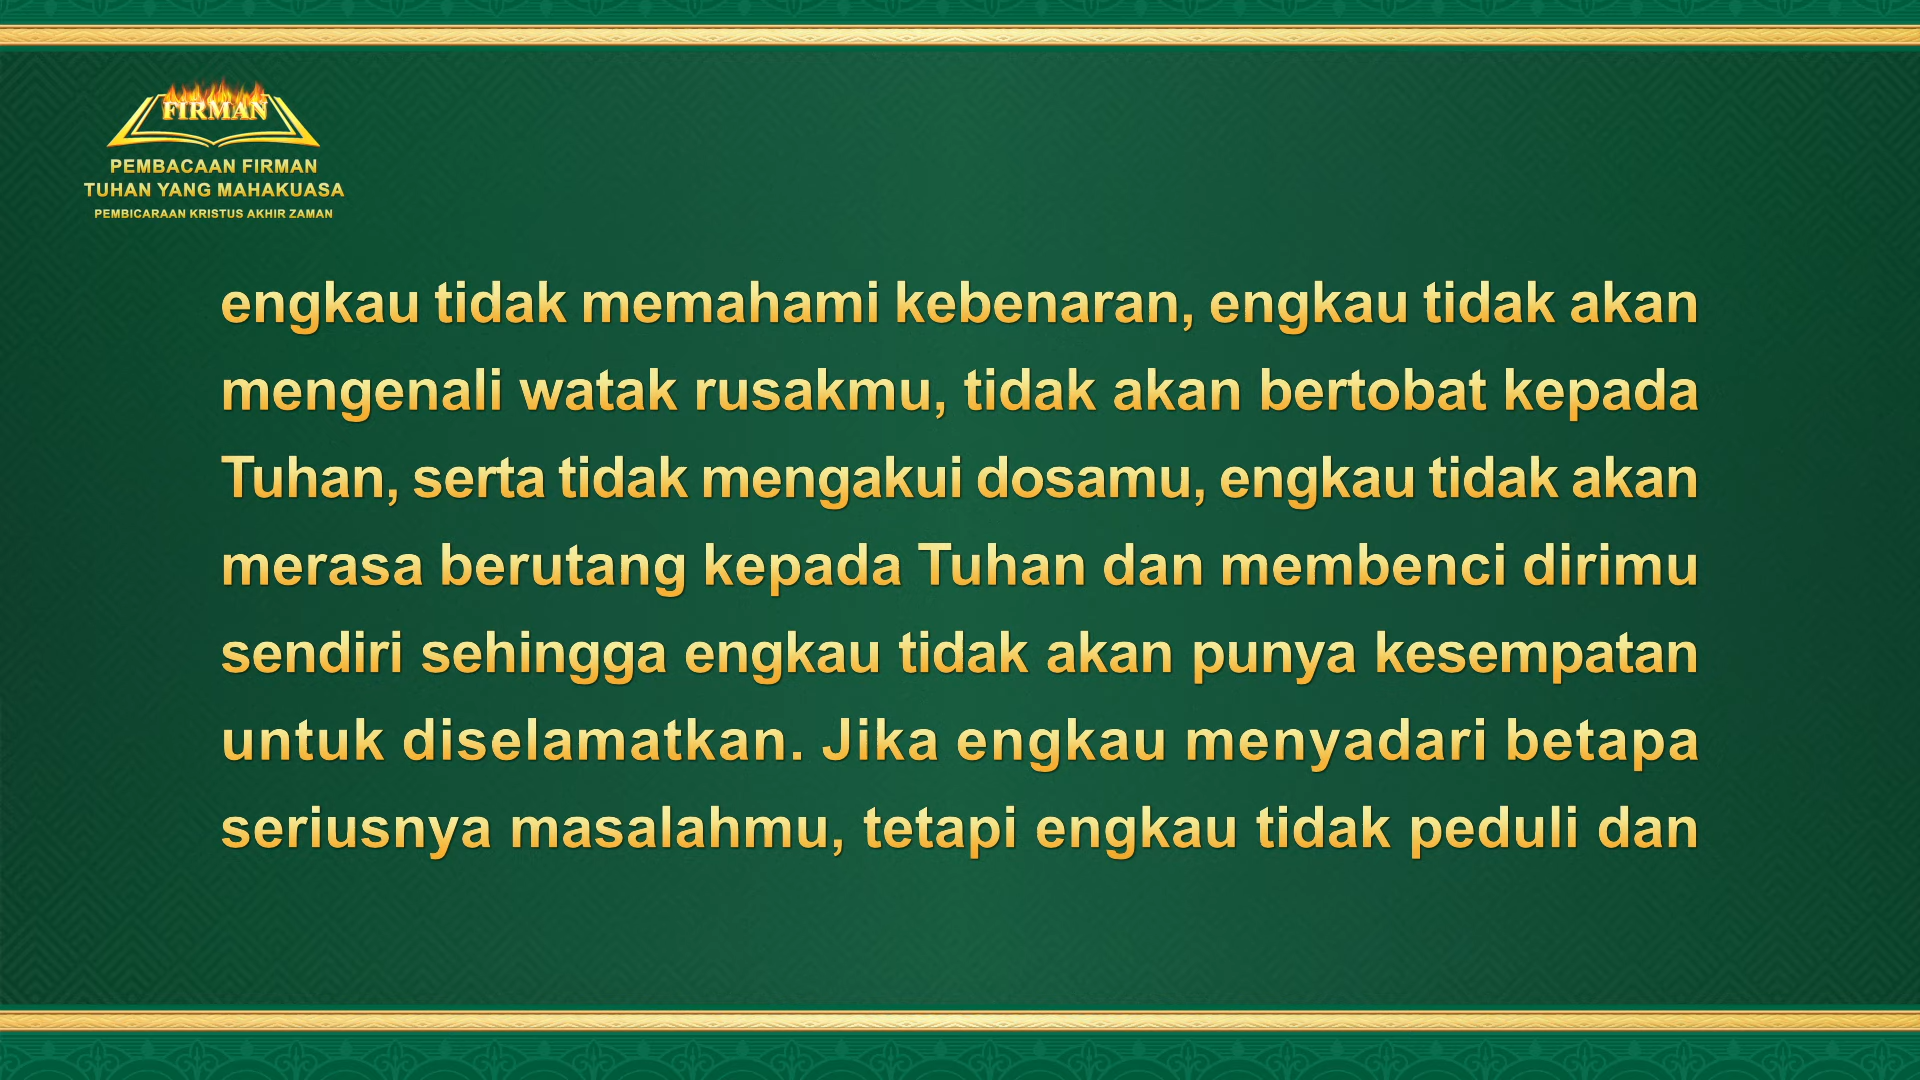 FIRMAN
PEMBACAAN FIRMAN
TUHAN YANG MAHAKUASA
PEMBICARAAN KRISTUS AKHIR ZAMAN
engkau tidak memahami kebenaran, engkau tidak akan
mengenali watak rusakmu, tidak akan bertobat kepada
Tuhan, serta tidak mengakui dosamu, engkau tidak akan
merasa berutang kepada Tuhan dan membenci dirimu
sendiri sehingga engkau tidak akan punya kesempatan
untuk diselamatkan. Jika engkau menyadari betapa
seriusnya masalahmu, tetapi engkau tidak peduli dan